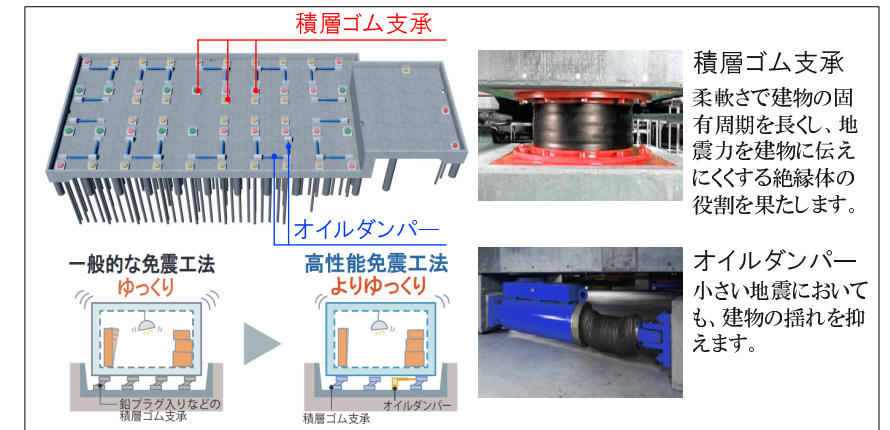 積層ゴム支承
オイルダンパー
一般的な免震工法
ゆっくり
鉛プラグ入りなどの
積層ゴム支承
高性能免震工法
よりゆっくり
積層ゴム支承
オイルダンパー
積層ゴム支承
柔軟さで建物の固
有周期を長くし、地
震力を建物に伝え
にくくする絶縁体の
役割を果たします。
オイルダンパー
小さい地震において
も、建物の揺れを抑
えます。